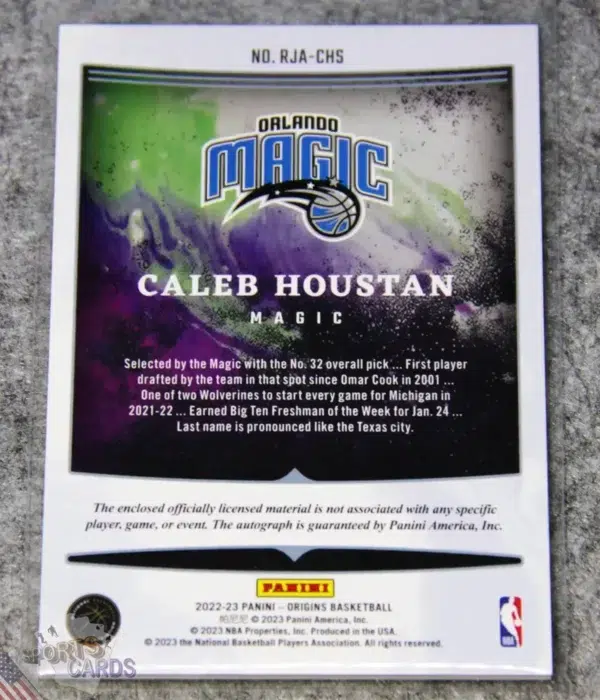 NO. RJA-CHS
ORLANDO
MAGIC
CALEB HOUSTAN
MAGIC
Selected by the Magic with the No. 32 overall pick ... First player
drafted by the team in that spot since Omar Cook in 2001 ...
One of two Wolverines to start every game for Michigan in
2021-22 ... Earned Big Ten Freshman of the Week for Jan. 24 ...
Last name is pronounced like the Texas city.
The enclosed officially licensed material is not associated with any specific
player, game, or event. The autograph is guaranteed by Panini America, Inc.
PANINI
2022-23 PANINI – ORIGINS BASKETBALL
帕尼尼 © 2023 Panini America, Inc.
© 2023 NBA Properties, Inc. Produced in the USA.
© 2023 the National Basketball Players Association. All rights reserved.
NBA
SPORTS
CARDS